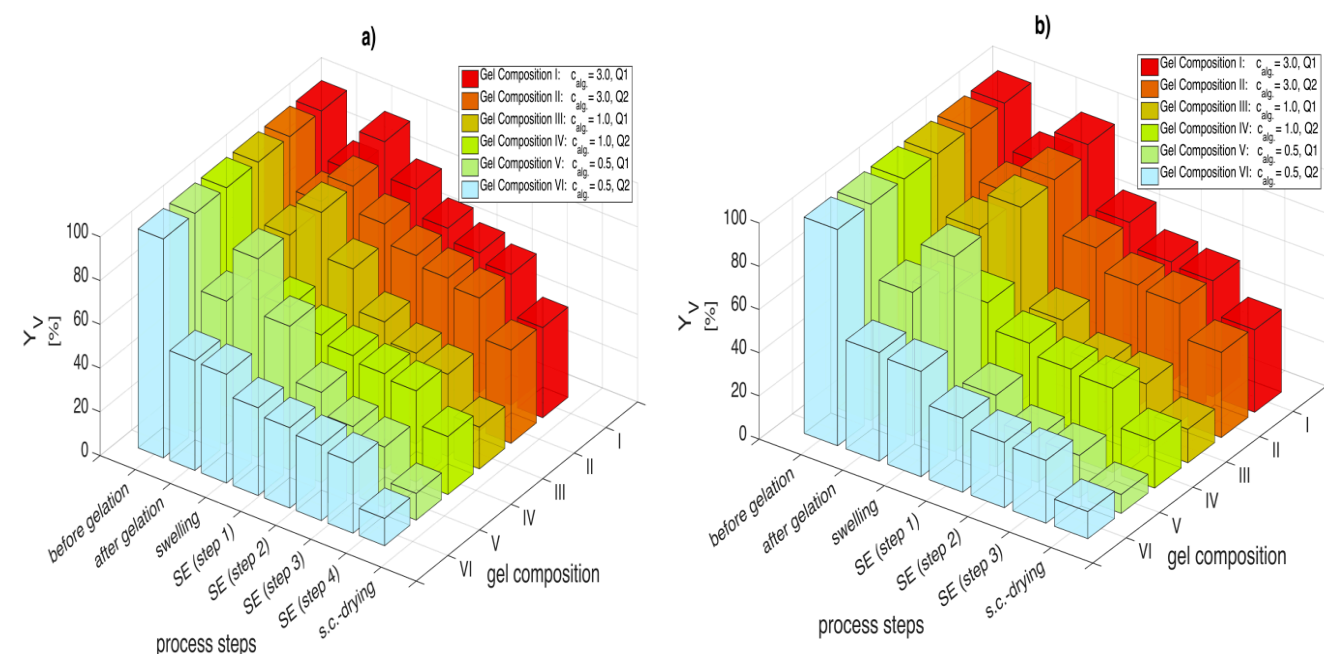 a)
Gel Composition I: c alg. = 3.0, Q1
Gel Composition II: c alg. = 3.0, Q2
Gel Composition III: c alg. = 1.0, Q1
Gel Composition IV: c alg. = 1.0, Q2
Gel Composition V: c alg. = 0.5, Q1
Gel Composition VI: c alg. = 0.5, Q2
100
80
60
40
20
0
Y V
[%]
before gelation
after gelation
swelling
SE (step 1)
SE (step 2)
SE (step 3)
SE (step 4)
s.c.-drying
process steps
I
II
III
IV
V
VI
gel composition
b)
Gel Composition I: c alg. = 3.0, Q1
Gel Composition II: c alg. = 3.0, Q2
Gel Composition III: c alg. = 1.0, Q1
Gel Composition IV: c alg. = 1.0, Q2
Gel Composition V: c alg. = 0.5, Q1
Gel Composition VI: c alg. = 0.5, Q2
100
80
60
40
20
0
Y V
[%]
before gelation
after gelation
swelling
SE (step 1)
SE (step 2)
SE (step 3)
s.c.-drying
process steps
I
II
III
IV
V
VI
gel composition